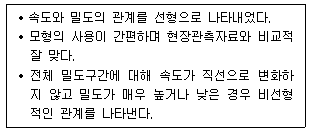 • 속도와 밀도의 관계를 선형으로 나타내었다.
• 모형의 사용이 간편하며 현장관측자료와 비교적
잘 맞다.
• 전체 밀도구간에 대해 속도가 직선으로 변화하
지 않고 밀도가 매우 높거나 낮은 경우 비선형
적인 관계를 나타낸다.